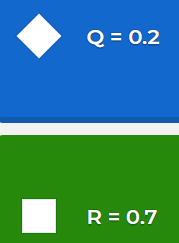 Q = 0.2
R = 0.7